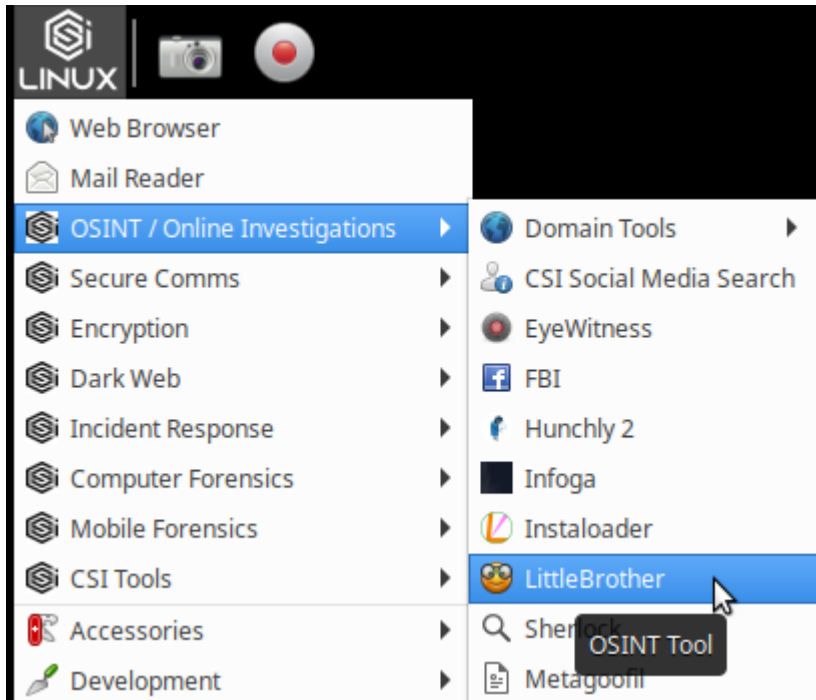 Si
LINUX
Web Browser
Mail Reader
OSINT / Online Investigations
Secure Comms
Encryption
Dark Web
Incident Response
Computer Forensics
Mobile Forensics
CSI Tools
Accessories
Development
Domain Tools
CSI Social Media Search
EyeWitness
FBI
Hunchly 2
Infoga
Instaloader
LittleBrother
Sherlock
OSINT Tool
Metagoofil